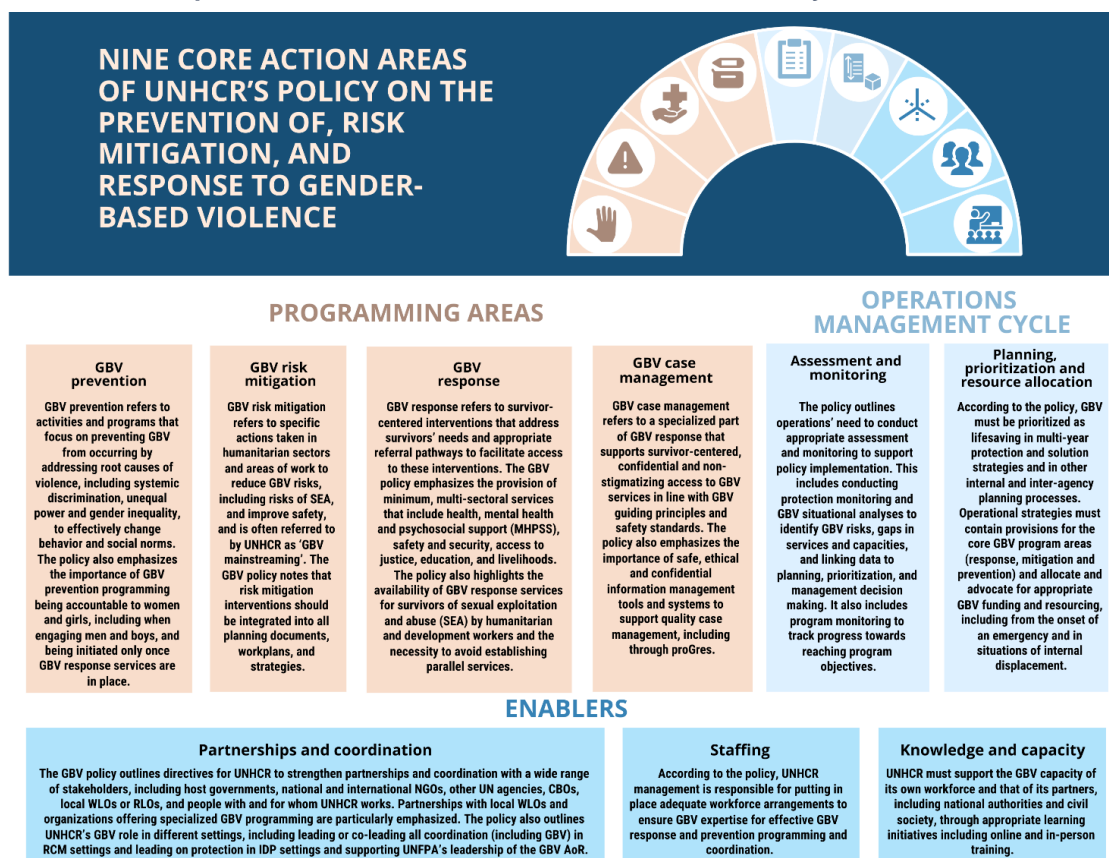 NINE CORE ACTION AREAS
OF UNHCR'S POLICY ON THE
PREVENTION OF, RISK
MITIGATION, AND
RESPONSE TO GENDER-
BASED VIOLENCE
PROGRAMMING AREAS
GBV
prevention
GBV prevention refers to
activities and programs that
focus on preventing GBV
from occurring by
addressing root causes of
violence, including systemic
discrimination, unequal
power and gender inequality,
to effectively change
behavior and social norms.
The policy also emphasizes
the importance of GBV
prevention programming
being accountable to women
and girls, including when
engaging men and boys, and
being initiated only once
GBV response services are
in place.
GBV risk
mitigation
GBV risk mitigation
refers to specific
actions taken in
humanitarian sectors
and areas of work to
reduce GBV risks,
including risks of SEA,
and improve safety,
and is often referred to
by UNHCR as 'GBV
mainstreaming'. The
GBV policy notes that
risk mitigation
interventions should
be integrated into all
planning documents,
workplans, and
strategies.
GBV
response
GBV response refers to survivor-
centered interventions that address
survivors' needs and appropriate
referral pathways to facilitate access
to these interventions. The GBV
policy emphasizes the provision of
minimum, multi-sectoral services
that include health, mental health
and psychosocial support (MHPSS),
safety and security, access to
justice, education, and livelihoods.
The policy also highlights the
availability of GBV response services
for survivors of sexual exploitation
and abuse (SEA) by humanitarian
and development workers and the
necessity to avoid establishing
parallel services.
GBV case
management
GBV case management
refers to a specialized part
of GBV response that
supports survivor-centered,
confidential and non-
stigmatizing access to GBV
services in line with GBV
guiding principles and
safety standards. The
policy also emphasizes the
importance of safe, ethical
and confidential
information management
tools and systems to
support quality case
management, including
through proGres.
OPERATIONS
MANAGEMENT CYCLE
Assessment and
monitoring
The policy outlines
operations' need to conduct
appropriate assessment
and monitoring to support
policy implementation. This
includes conducting
protection monitoring and
GBV situational analyses to
identify GBV risks, gaps in
services and capacities,
and linking data to
planning, prioritization, and
management decision
making. It also includes
program monitoring to
track progress towards
reaching program
objectives.
Planning,
prioritization and
resource allocation
According to the policy, GBV
must be prioritized as
lifesaving in multi-year
protection and solution
strategies and in other
internal and inter-agency
planning processes.
Operational strategies must
contain provisions for the
core GBV program areas
(response, mitigation and
prevention) and allocate and
advocate for appropriate
GBV funding and resourcing,
including from the onset of
an emergency and in
situations of internal
displacement.
ENABLERS
Partnerships and coordination
The GBV policy outlines directives for UNHCR to strengthen partnerships and coordination with a wide range
of stakeholders, including host governments, national and international NGOs, other UN agencies, CBOs,
local WLOs or RLOs, and people with and for whom UNHCR works. Partnerships with local WLOs and
organizations offering specialized GBV programming are particularly emphasized. The policy also outlines
UNHCR's GBV role in different settings, including leading or co-leading all coordination (including GBV) in
RCM settings and leading on protection in IDP settings and supporting UNFPA's leadership of the GBV AoR.
Staffing
According to the policy, UNHCR
management is responsible for putting in
place adequate workforce arrangements to
ensure GBV expertise for effective GBV
response and prevention programming and
coordination.
Knowledge and capacity
UNHCR must support the GBV capacity of
its own workforce and that of its partners,
including national authorities and civil
society, through appropriate learning
initiatives including online and in-person
training.